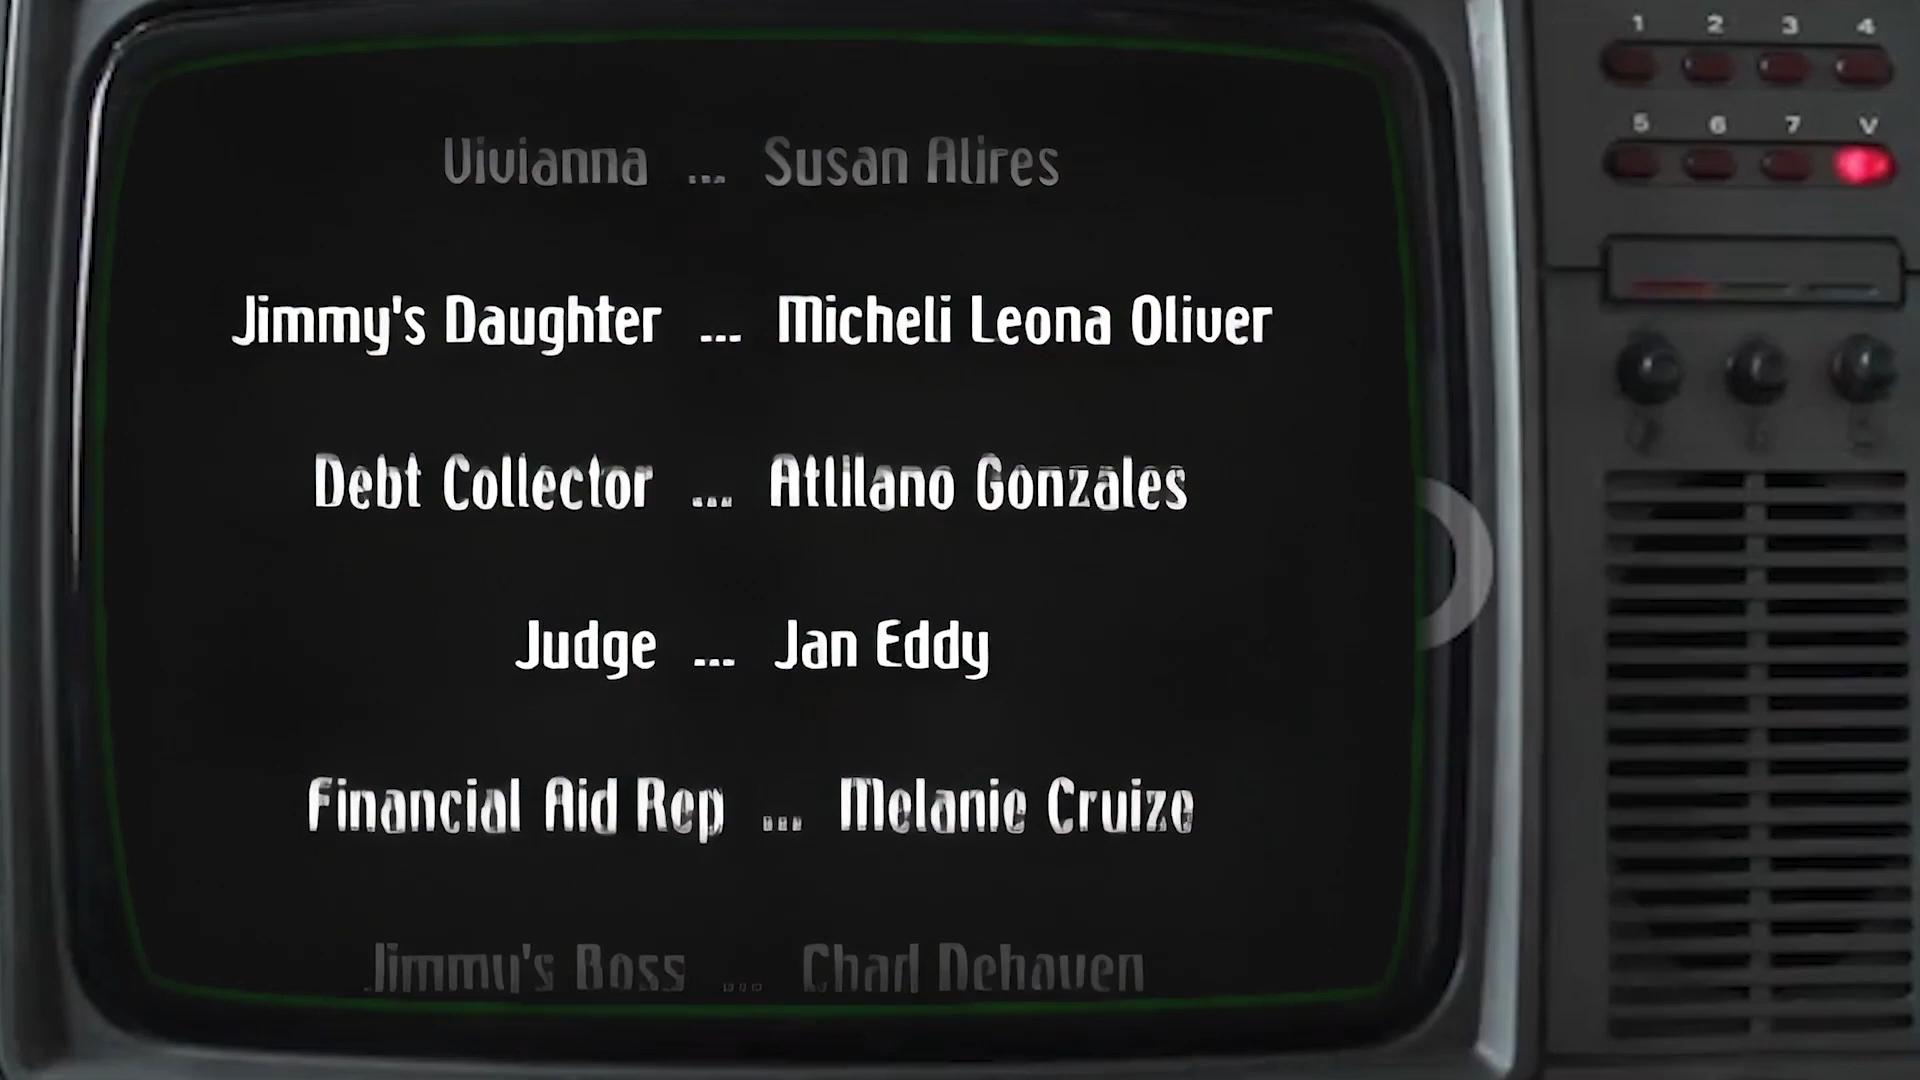 1 2 3 4
5 6 7 V
Vivianna ... Susan Alires
Jimmy's Daughter ... Micheli Leona Oliver
Debt Collector ... Atlilano Gonzales
Judge ... Jan Eddy
Financial Aid Rep ... Melanie Cruize
Jimmy's Boss ... Chad Dehaven